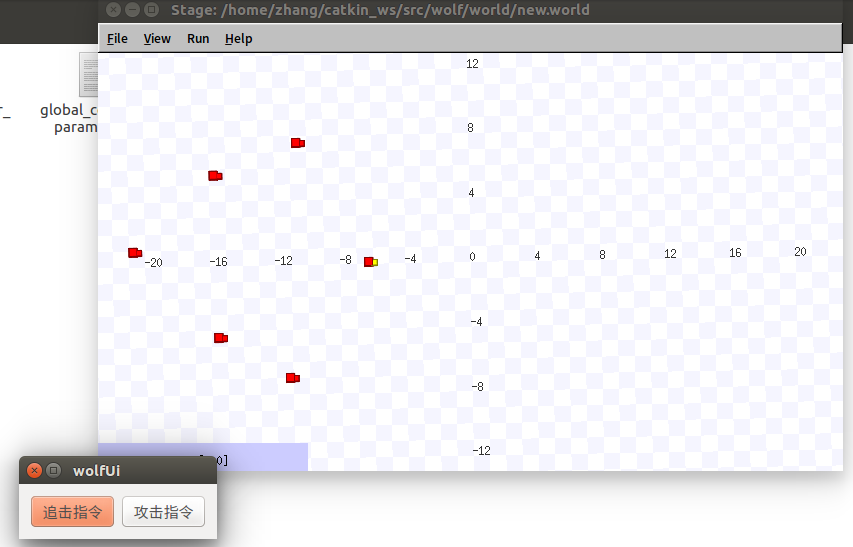 Stage: /home/zhang/catkin_ws/src/wolf/world/new.world
File View Run Help
global_c
param
12
8
4
-20 -16 -12 -8 -4 0 4 8 12 16 20
-4
-8
-12
0]
wolfUi
追击指令 攻击指令